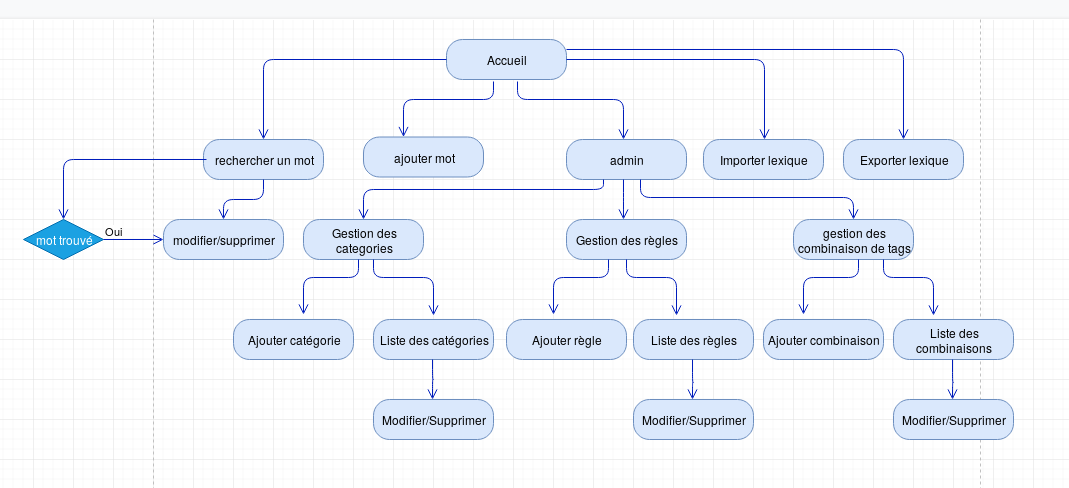 Accueil
rechercher un mot
ajouter mot
admin
Importer lexique
Exporter lexique
mot trouvé
Oui
modifier/supprimer
Gestion des
categories
Gestion des règles
gestion des
combinaison de tags
Ajouter catégorie
Liste des catégories
Ajouter règle
Liste des règles
Ajouter combinaison
Liste des
combinaisons
Modifier/Supprimer
Modifier/Supprimer
Modifier/Supprimer